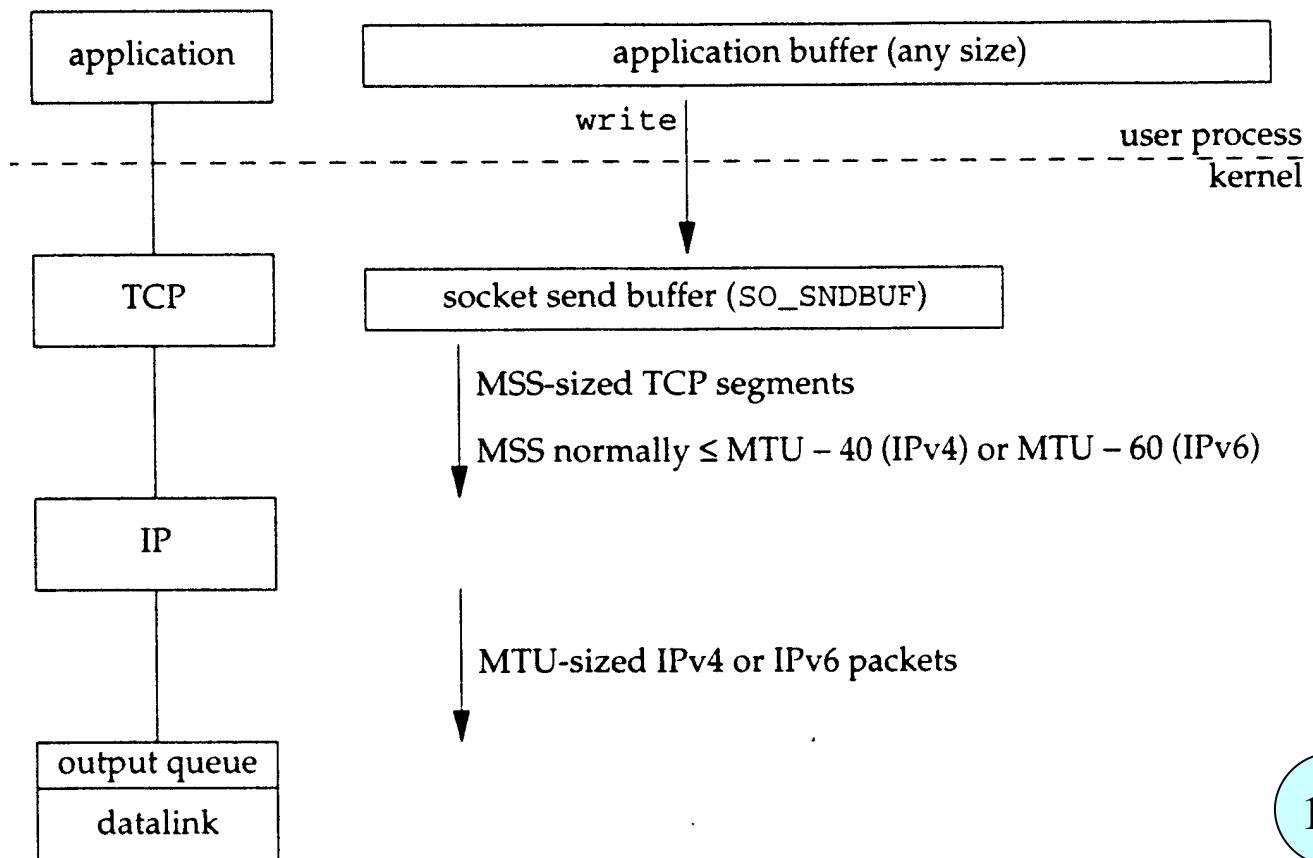 application
application buffer (any size)
write
user process
kernel
TCP
socket send buffer (SO_SNDBUF)
MSS-sized TCP segments
MSS normally ≤ MTU – 40 (IPv4) or MTU – 60 (IPv6)
IP
MTU-sized IPv4 or IPv6 packets
output queue
datalink